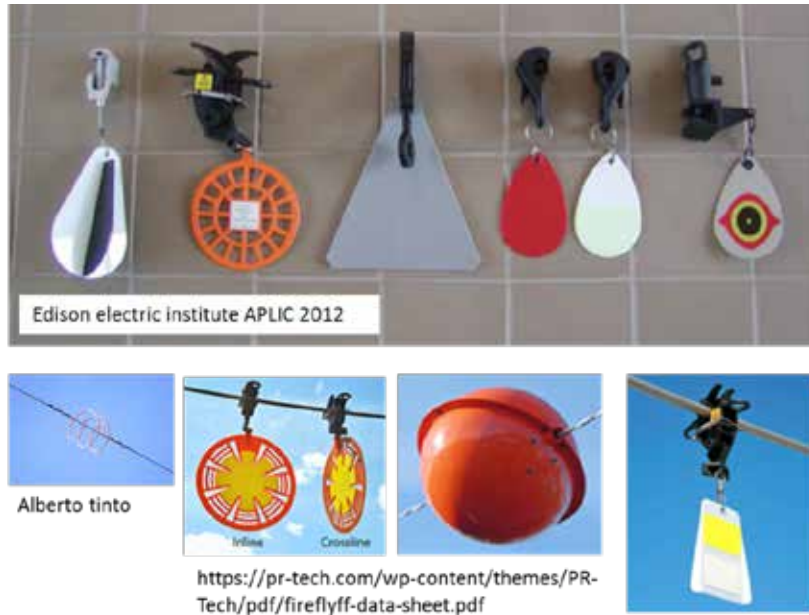 Edison electric institute APLIC 2012
Alberto tinto
Inline
Crossline
https://pr-tech.com/wp-content/themes/PR-
Tech/pdf/fireflyff-data-sheet.pdf